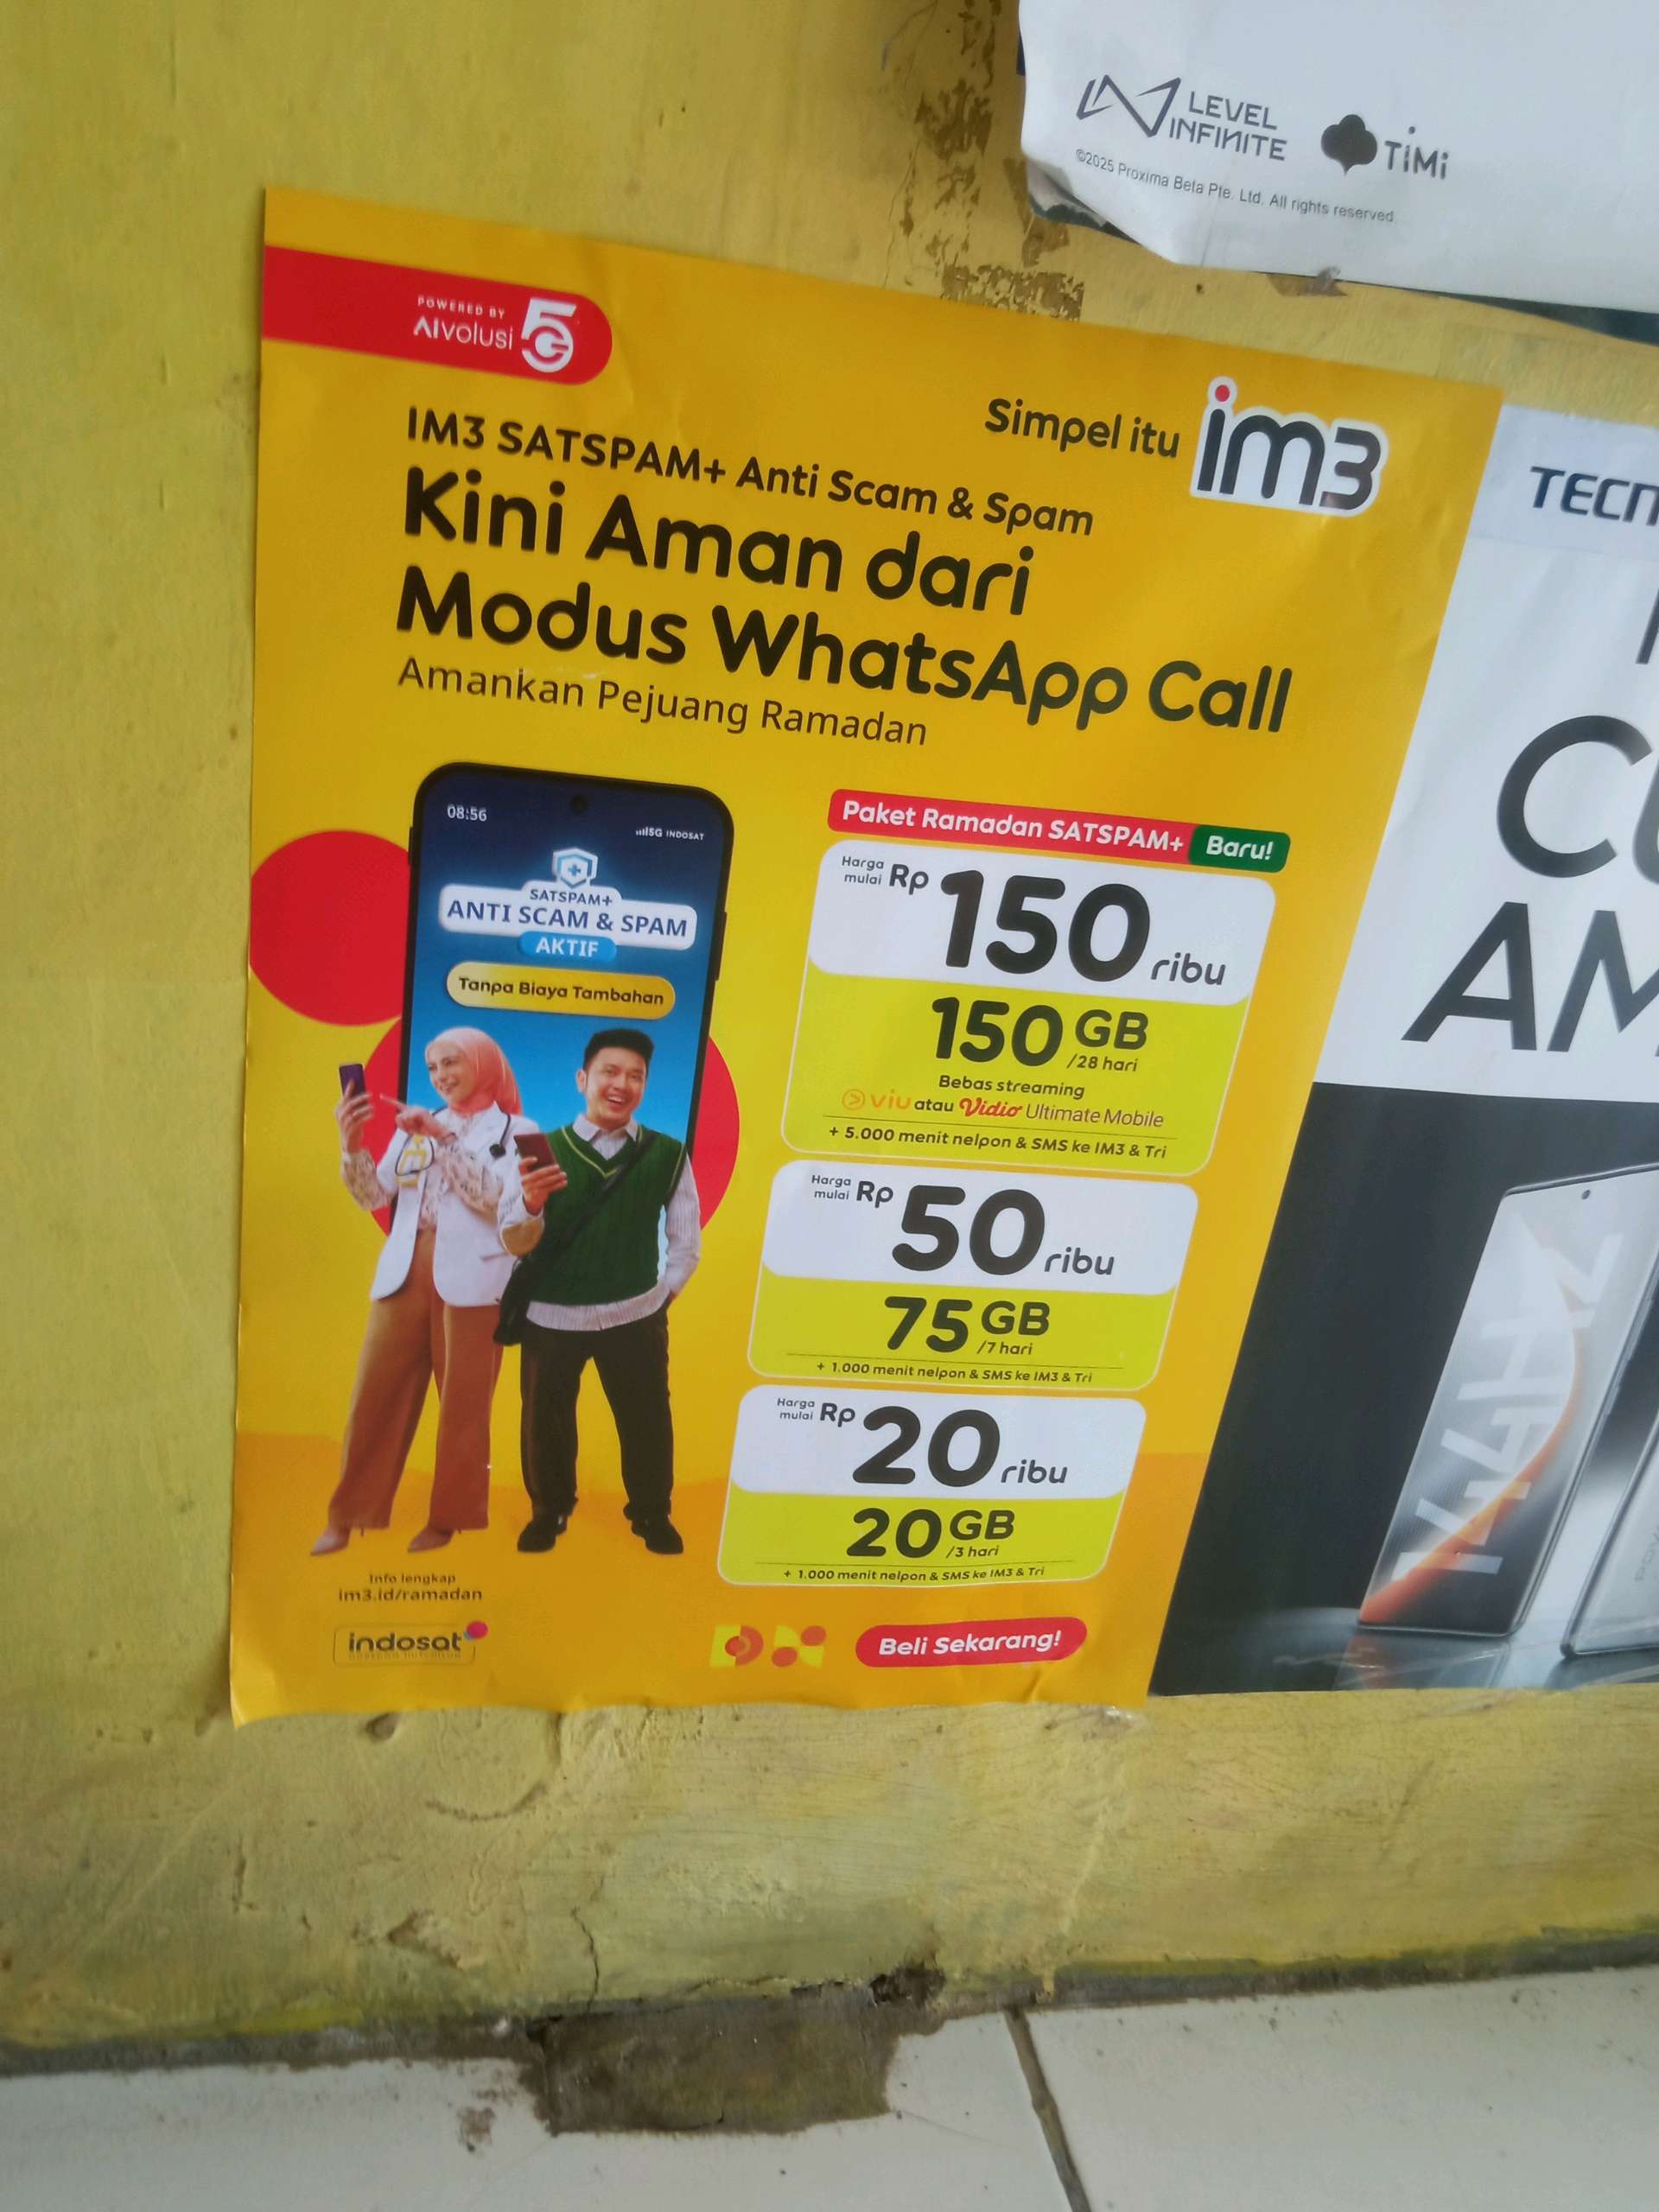 LEVEL
INFINITE
TiMi
©2025 Proxima Beta Pte. Ltd. All rights reserved.
POWERED BY
AIvolusi 5G
Simpel itu im3
IM3 SATSPAM+ Anti Scam & Spam
Kini Aman dari
Modus WhatsApp Call
Amankan Pejuang Ramadan
08:56
5G INDOSAT
SATSPAM+
ANTI SCAM & SPAM
AKTIF
Tanpa Biaya Tambahan
Paket Ramadan SATSPAM+ Baru!
Harga mulai Rp 150 ribu
150 GB /28 hari
Bebas streaming
viu atau Vidio Ultimate Mobile
+ 5.000 menit nelpon & SMS ke IM3 & Tri
Harga mulai Rp 50 ribu
75 GB /7 hari
+ 1.000 menit nelpon & SMS ke IM3 & Tri
Harga mulai Rp 20 ribu
20 GB /3 hari
+ 1.000 menit nelpon & SMS ke IM3 & Tri
Info lengkap
im3.id/ramadan
indosat
OOREDOO HUTCHISON
Beli Sekarang!
TECN
C
AM
144HZ